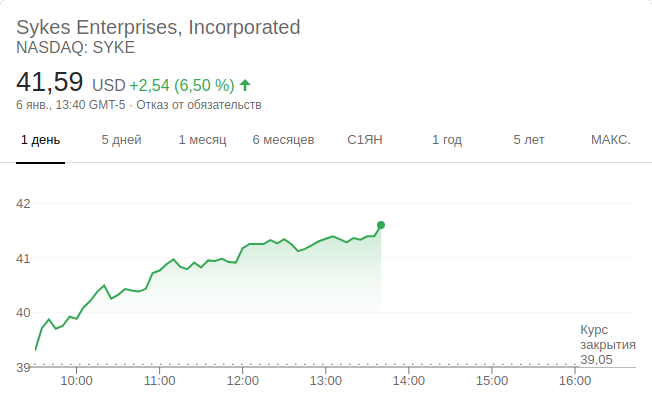 Sykes Enterprises, Incorporated
NASDAQ: SYKE
41,59 USD +2,54 (6,50 %)
6 янв., 13:40 GMT-5 · Отказ от обязательств
1 день 5 дней 1 месяц 6 месяцев С1ЯН 1 год 5 лет МАКС.
42
41
40
Курс
закрытия
39,05
39
10:00 11:00 12:00 13:00 14:00 15:00 16:00